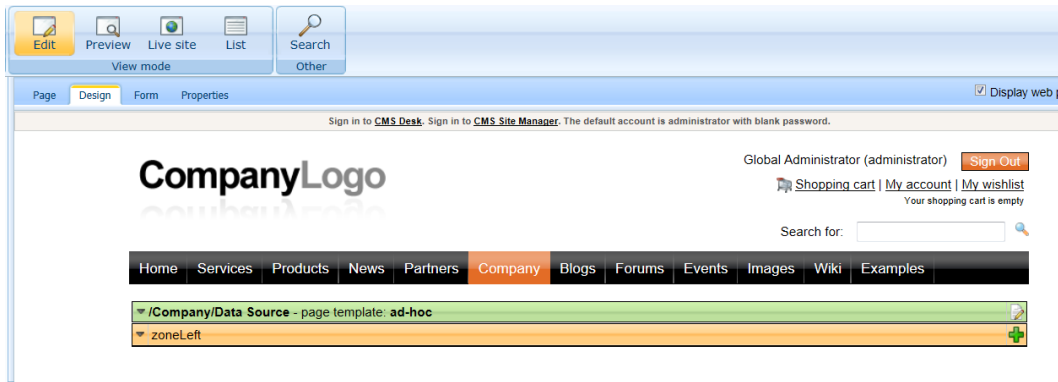 Edit Preview Live site List Search
View mode Other
Page Design Form Properties Display web p
Sign in to CMS Desk. Sign in to CMS Site Manager. The default account is administrator with blank password.
CompanyLogo
Global Administrator (administrator) Sign Out
Shopping cart | My account | My wishlist
Your shopping cart is empty
Search for:
Home Services Products News Partners Company Blogs Forums Events Images Wiki Examples
/Company/Data Source - page template: ad-hoc
zoneLeft